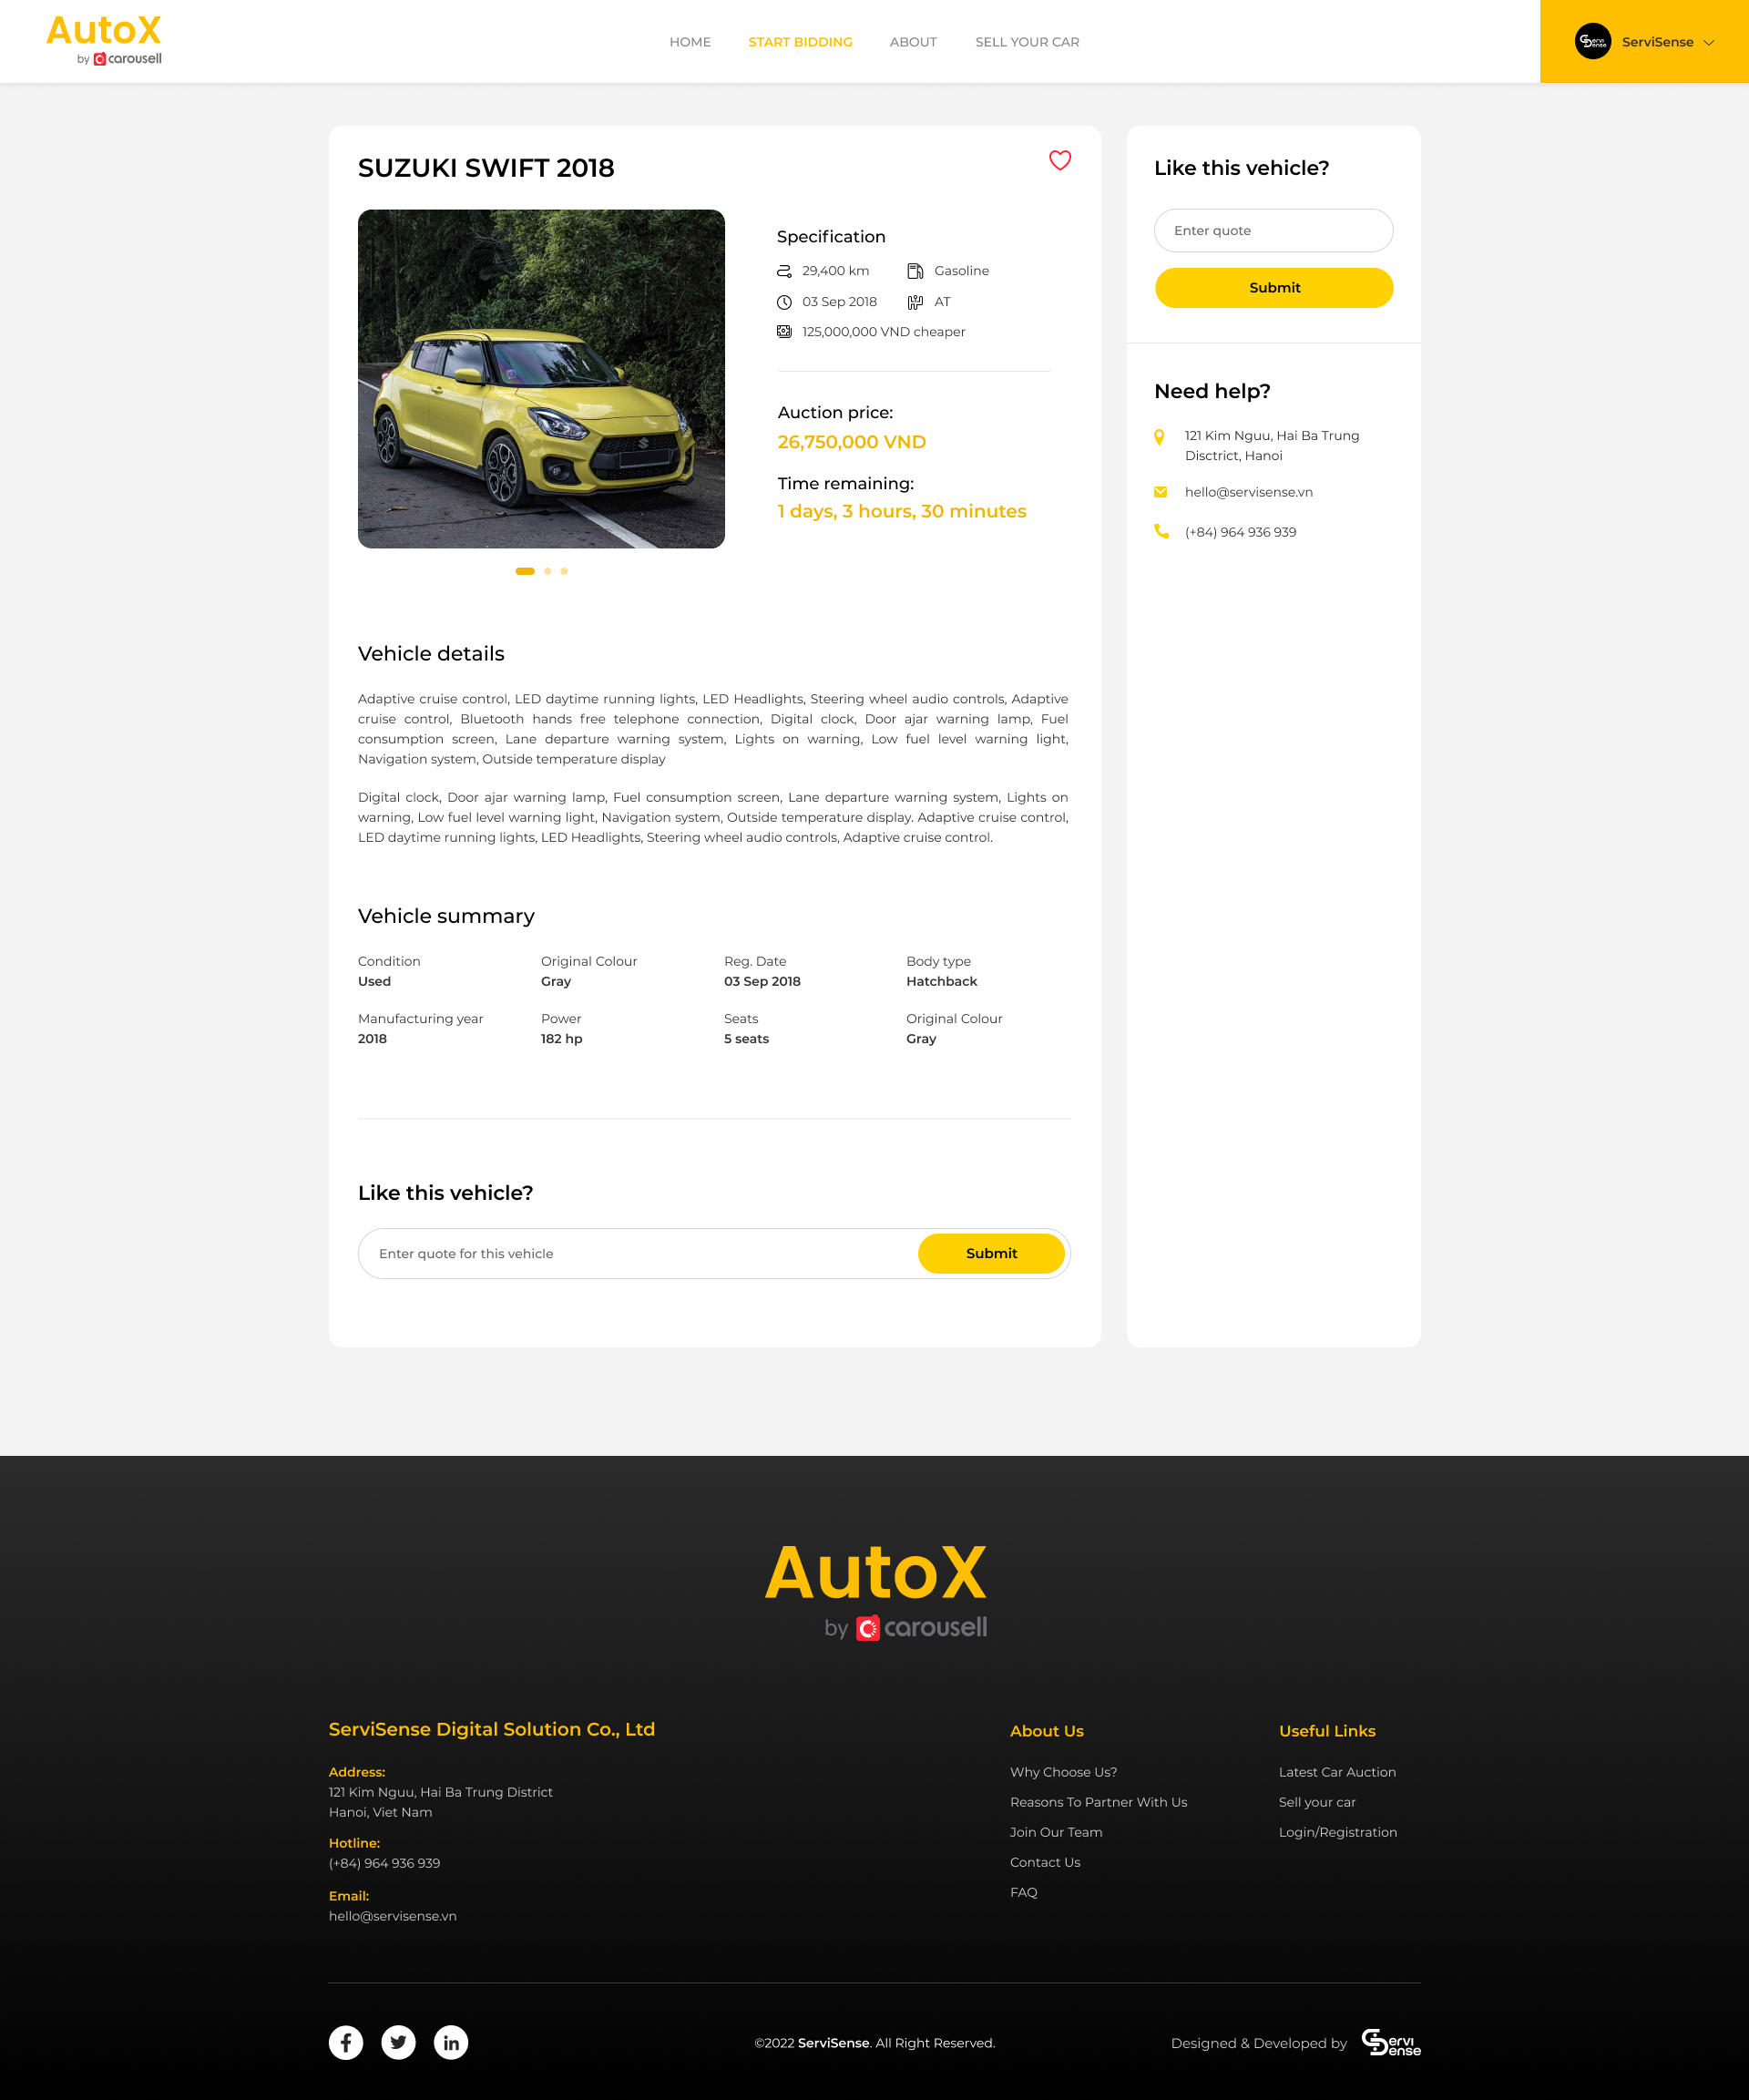 AutoX
by carousell
HOME
START BIDDING
ABOUT
SELL YOUR CAR
Servi
Sense
ServiSense
SUZUKI SWIFT 2018
Specification
29,400 km
Gasoline
03 Sep 2018
AT
125,000,000 VND cheaper
Auction price:
26,750,000 VND
Time remaining:
1 days, 3 hours, 30 minutes
Vehicle details
Adaptive cruise control, LED daytime running lights, LED Headlights, Steering wheel audio controls, Adaptive
cruise control, Bluetooth hands free telephone connection, Digital clock, Door ajar warning lamp, Fuel
consumption screen, Lane departure warning system, Lights on warning, Low fuel level warning light,
Navigation system, Outside temperature display
Digital clock, Door ajar warning lamp, Fuel consumption screen, Lane departure warning system, Lights on
warning, Low fuel level warning light, Navigation system, Outside temperature display. Adaptive cruise control,
LED daytime running lights, LED Headlights, Steering wheel audio controls, Adaptive cruise control.
Vehicle summary
Condition
Used
Original Colour
Gray
Reg. Date
03 Sep 2018
Body type
Hatchback
Manufacturing year
2018
Power
182 hp
Seats
5 seats
Original Colour
Gray
Like this vehicle?
Enter quote for this vehicle
Submit
Like this vehicle?
Enter quote
Submit
Need help?
121 Kim Nguu, Hai Ba Trung
Disctrict, Hanoi
hello@servisense.vn
(+84) 964 936 939
AutoX
by carousell
ServiSense Digital Solution Co., Ltd
Address:
121 Kim Nguu, Hai Ba Trung District
Hanoi, Viet Nam
Hotline:
(+84) 964 936 939
Email:
hello@servisense.vn
About Us
Why Choose Us?
Reasons To Partner With Us
Join Our Team
Contact Us
FAQ
Useful Links
Latest Car Auction
Sell your car
Login/Registration
©2022 ServiSense. All Right Reserved.
Designed & Developed by
Servi
Sense